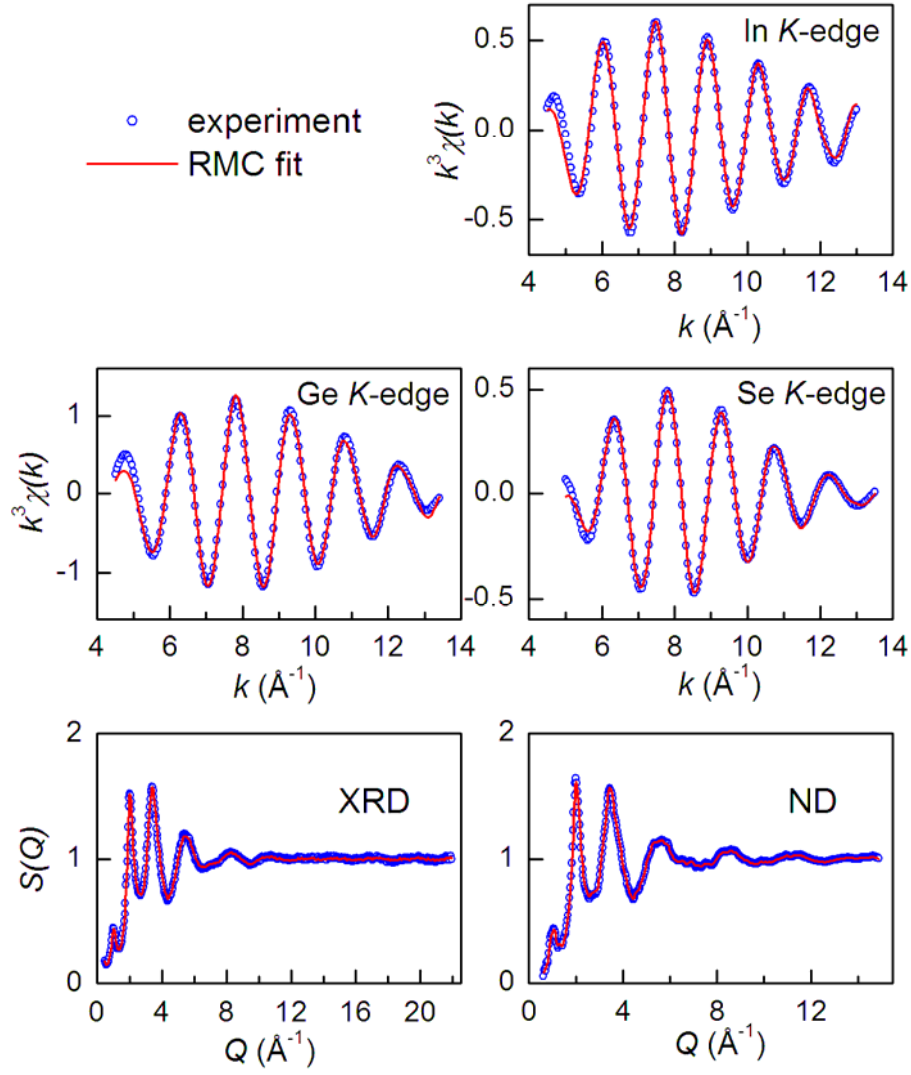 experiment
RMC fit
In K-edge
k³χ(k)
0.5
0.0
-0.5
4 6 8 10 12 14
k (Å⁻¹)
Ge K-edge
k³χ(k)
1
0
-1
4 6 8 10 12 14
k (Å⁻¹)
Se K-edge
0.5
0.0
-0.5
4 6 8 10 12 14
k (Å⁻¹)
XRD
S(Q)
2
1
0
0 4 8 12 16 20
Q (Å⁻¹)
ND
2
1
0
0 4 8 12
Q (Å⁻¹)